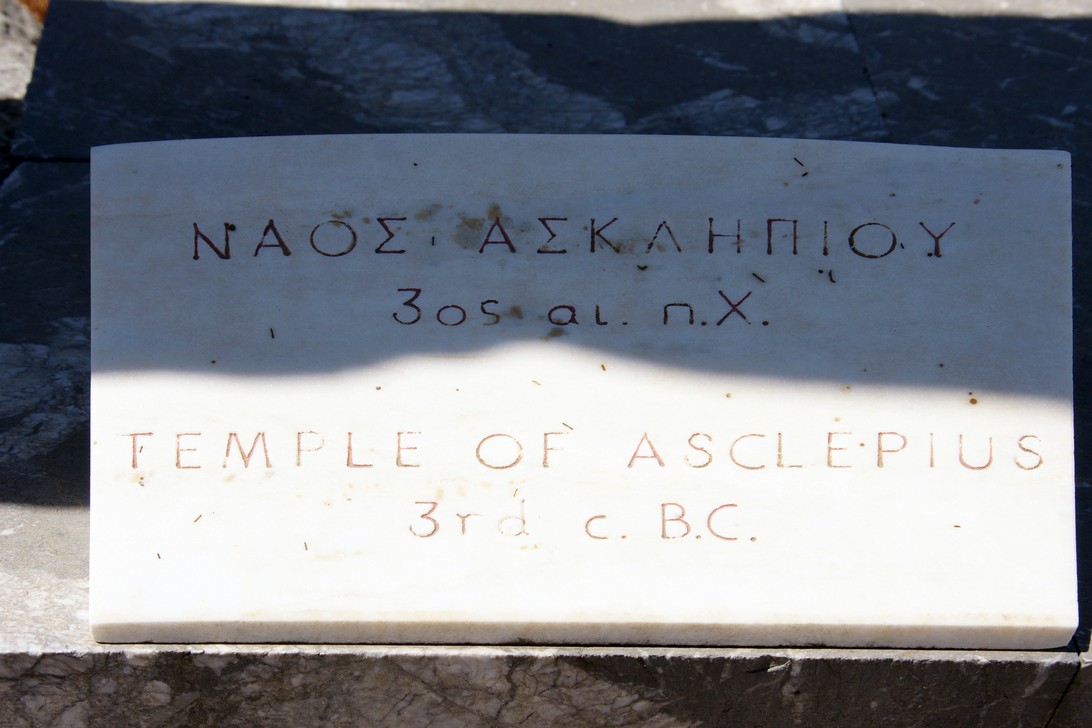 ΝΑΟΣ ΑΣΚΛΗΠΙΟΥ
3ος αι. π.Χ.
TEMPLE OF ASCLEPIUS
3rd c. B.C.